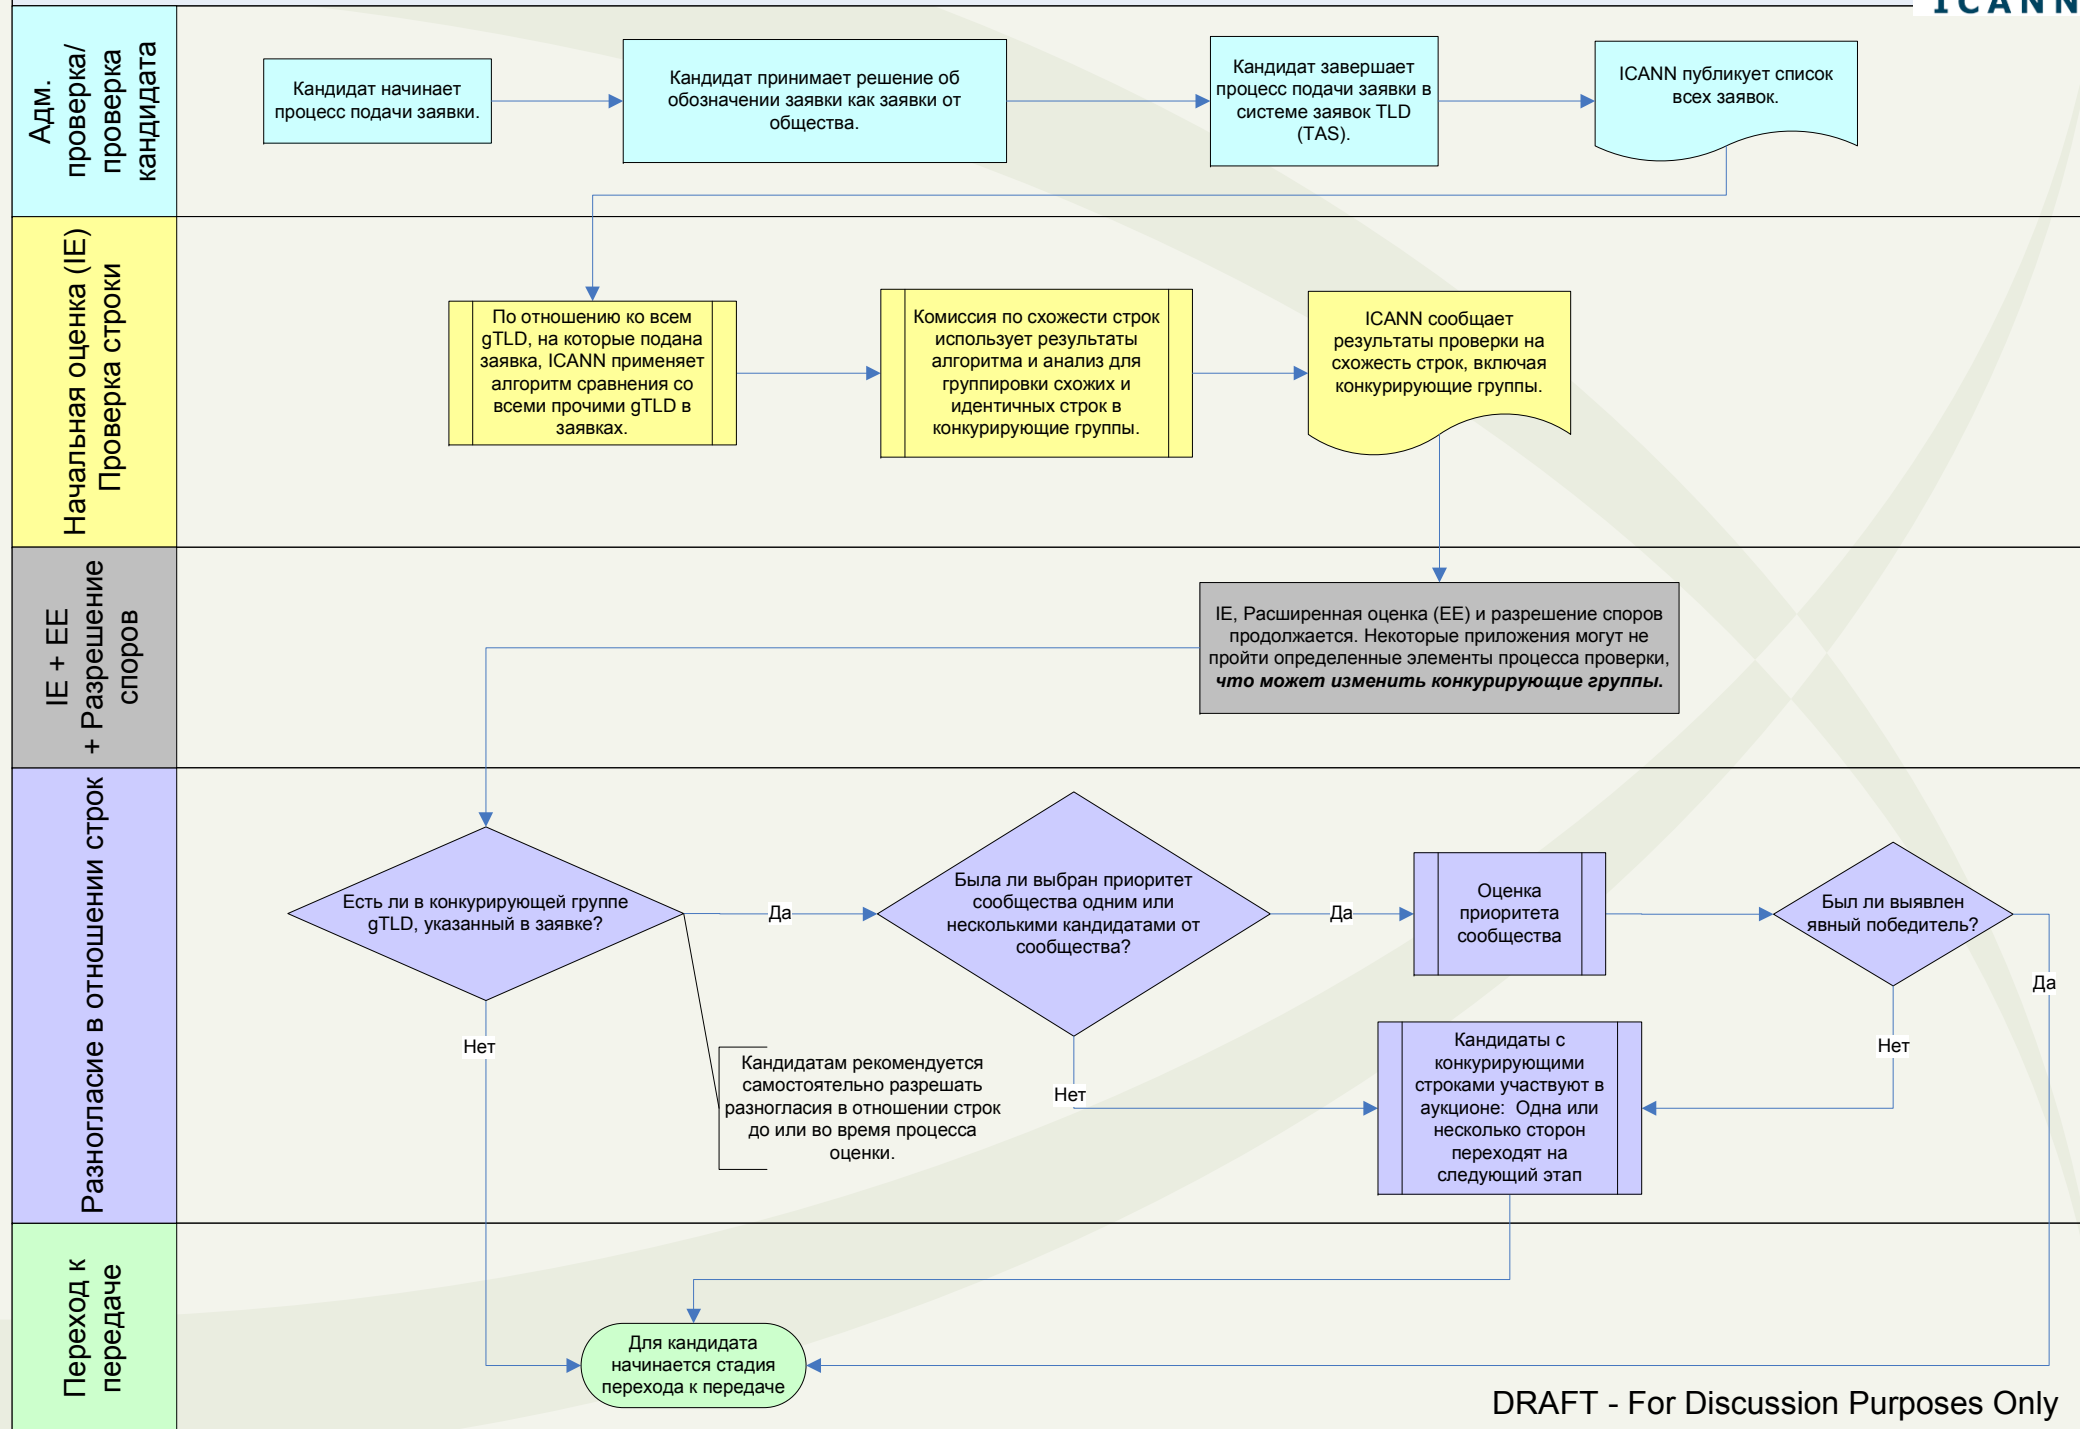 ICANN
Адм.
проверка/
проверка
кандидата
Кандидат начинает
процесс подачи заявки.
Кандидат принимает решение об
обозначении заявки как заявки от
общества.
Кандидат завершает
процесс подачи заявки в
системе заявок TLD
(TAS).
ICANN публикует список
всех заявок.
Начальная оценка (IE)
Проверка строки
По отношению ко всем
gTLD, на которые подана
заявка, ICANN применяет
алгоритм сравнения со
всеми прочими gTLD в
заявках.
Комиссия по схожести строк
использует результаты
алгоритма и анализ для
группировки схожих и
идентичных строк в
конкурирующие группы.
ICANN сообщает
результаты проверки на
схожесть строк, включая
конкурирующие группы.
IE + EE
+ Разрешение
споров
IE, Расширенная оценка (EE) и разрешение споров
продолжается. Некоторые приложения могут не
пройти определенные элементы процесса проверки,
что может изменить конкурирующие группы.
Разногласие в отношении строк
Есть ли в конкурирующей группе
gTLD, указанный в заявке?
Да
Была ли выбран приоритет
сообщества одним или
несколькими кандидатами от
сообщества?
Да
Оценка
приоритета
сообщества
Был ли выявлен
явный победитель?
Да
Нет
Кандидатам рекомендуется
самостоятельно разрешать
разногласия в отношении строк
до или во время процесса
оценки.
Нет
Кандидаты с
конкурирующими
строками участвуют в
аукционе:  Одна или
несколько сторон
переходят на
следующий этап
Нет
Переход к
передаче
Для кандидата
начинается стадия
перехода к передаче
DRAFT - For Discussion Purposes Only